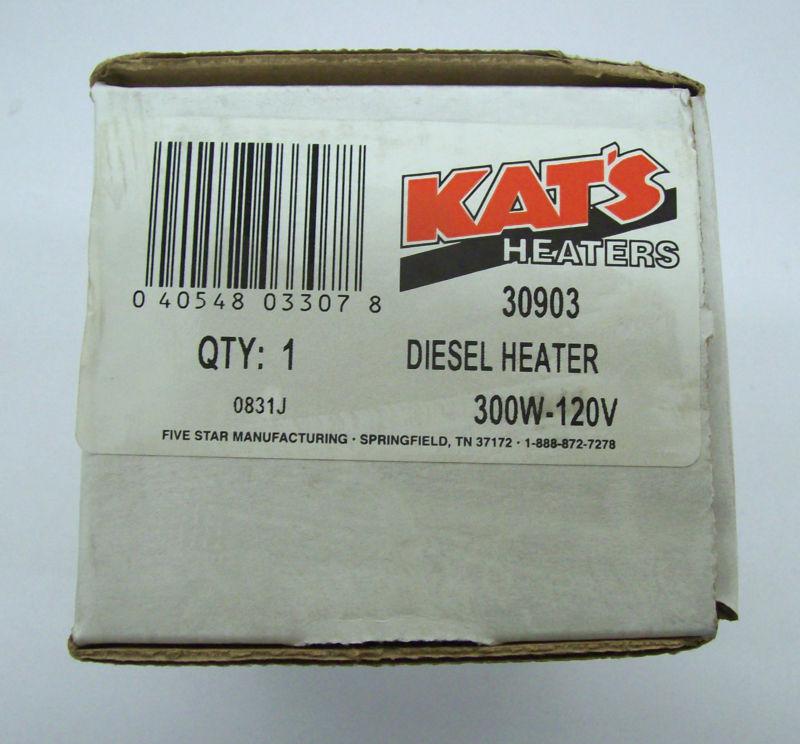 KAT'S
HEATERS
0 40548 03307 8
30903
QTY: 1
DIESEL HEATER
0831J
300W-120V
FIVE STAR MANUFACTURING · SPRINGFIELD, TN 37172 · 1-888-872-7278